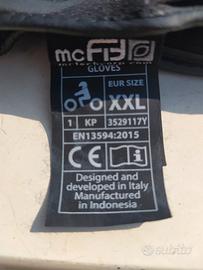 mcFIT
GLOVES
EUR SIZE
XXL
1 KP 3529117Y
EN13594:2015
CE
Designed and
developed in Italy
Manufactured
in Indonesia
subito